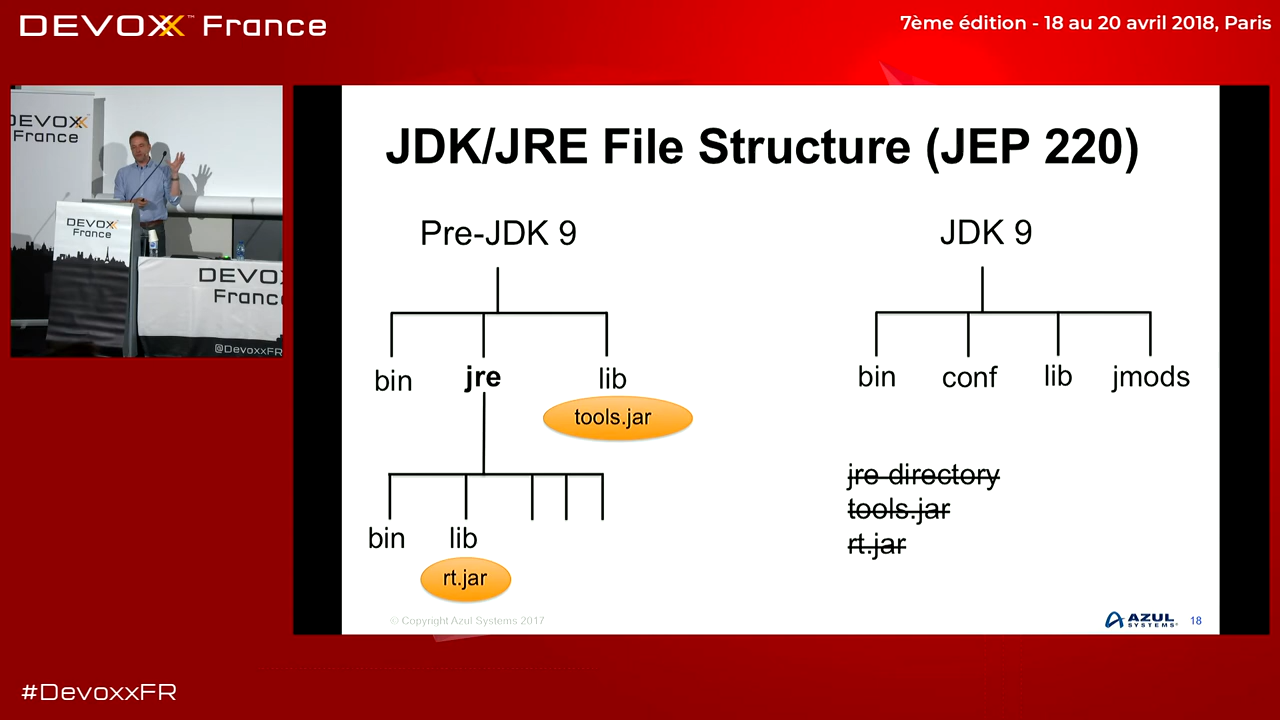 DEVOXX™ France
7ème édition - 18 au 20 avril 2018, Paris
DEVOXX
France
DEVOXX
France
DEVOX
Franc
@DevoxxFR
JDK/JRE File Structure (JEP 220)
Pre-JDK 9
bin
jre
lib
tools.jar
bin
lib
rt.jar
JDK 9
bin
conf
lib
jmods
jre directory
tools.jar
rt.jar
© Copyright Azul Systems 2017
AZUL
SYSTEMS®
18
#DevoxxFR